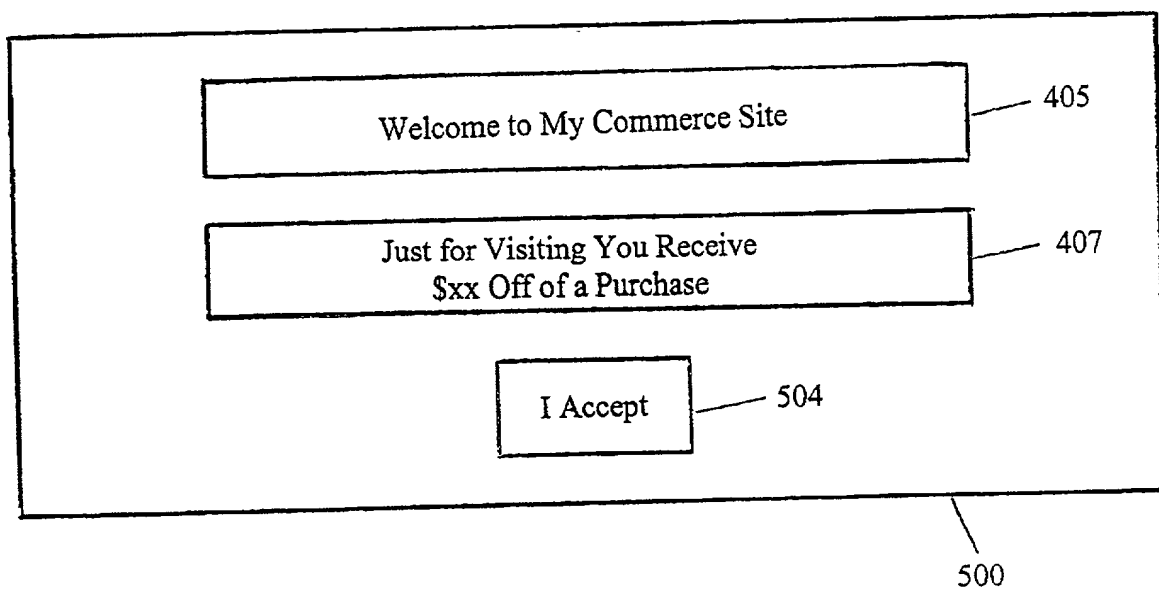 Welcome to My Commerce Site
405
Just for Visiting You Receive
$xx Off of a Purchase
407
I Accept
504
500